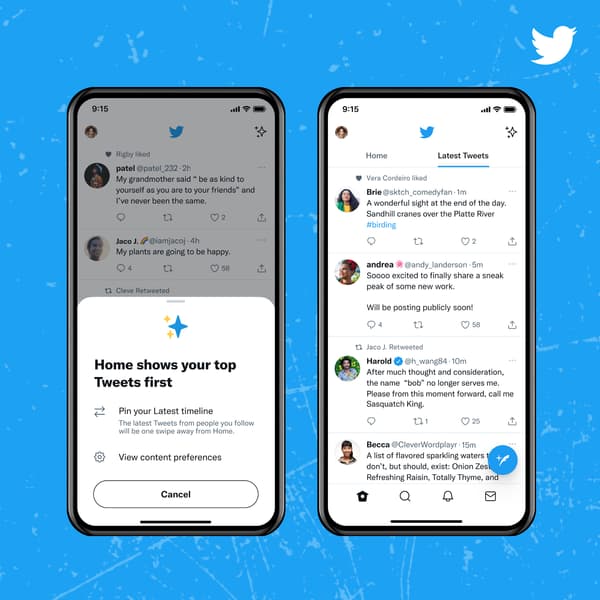 9:15
Rigby liked
patel @patel_232 · 2h
My grandmother said “ be as kind to
yourself as you are to your friends” and
I’ve never been the same.
2
Jaco J. @iamjacoj · 4h
My plants are going to be happy.
4 58
Cleve Retweeted
Home shows your top
Tweets first
Pin your Latest timeline
The latest Tweets from people you follow
will be one swipe away from Home.
View content preferences
Cancel
9:15
Home Latest Tweets
Vera Cordeiro liked
Brie @sktch_comedyfan · 1m
A wonderful sight at the end of the day.
Sandhill cranes over the Platte River
#birding
2
andrea @andy_landerson · 5m
Soooo excited to finally share a sneak
peak of some new work.
Will be posting publicly soon!
4 58
Jaco J. Retweeted
Harold @h_wang84 · 10m
After much thought and consideration,
the name “bob” no longer serves me.
Please from this moment forward, call me
Sasquatch King.
1 25
Becca @CleverWordplayr · 15m
A list of flavored sparkling waters
don’t, but should, exist: Onion
Refreshing Raisin, Totally Thyme, and